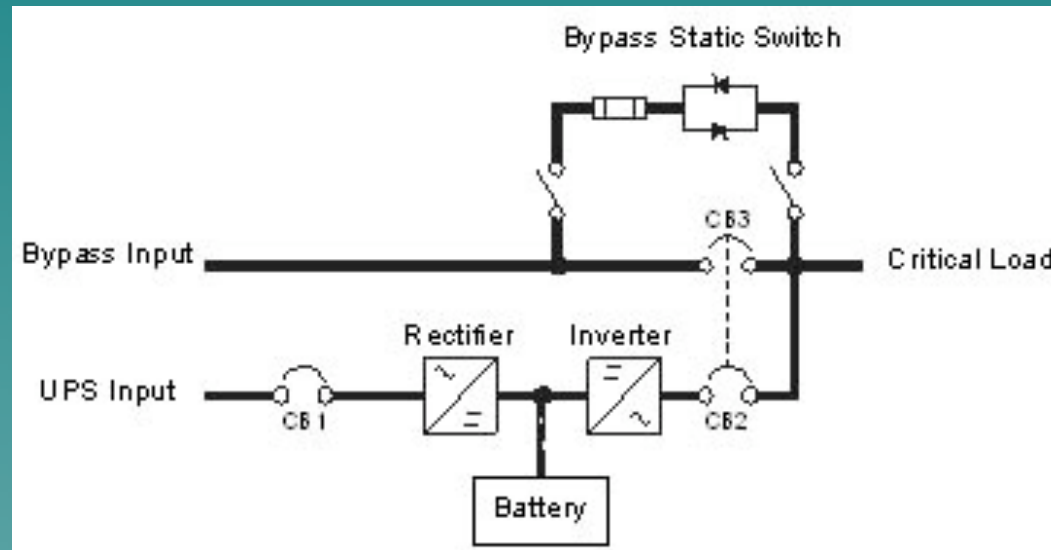 Bypass Static Switch
CB3
Bypass Input
Critical Load
Rectifier
Inverter
UPS Input
CB1
CB2
Battery